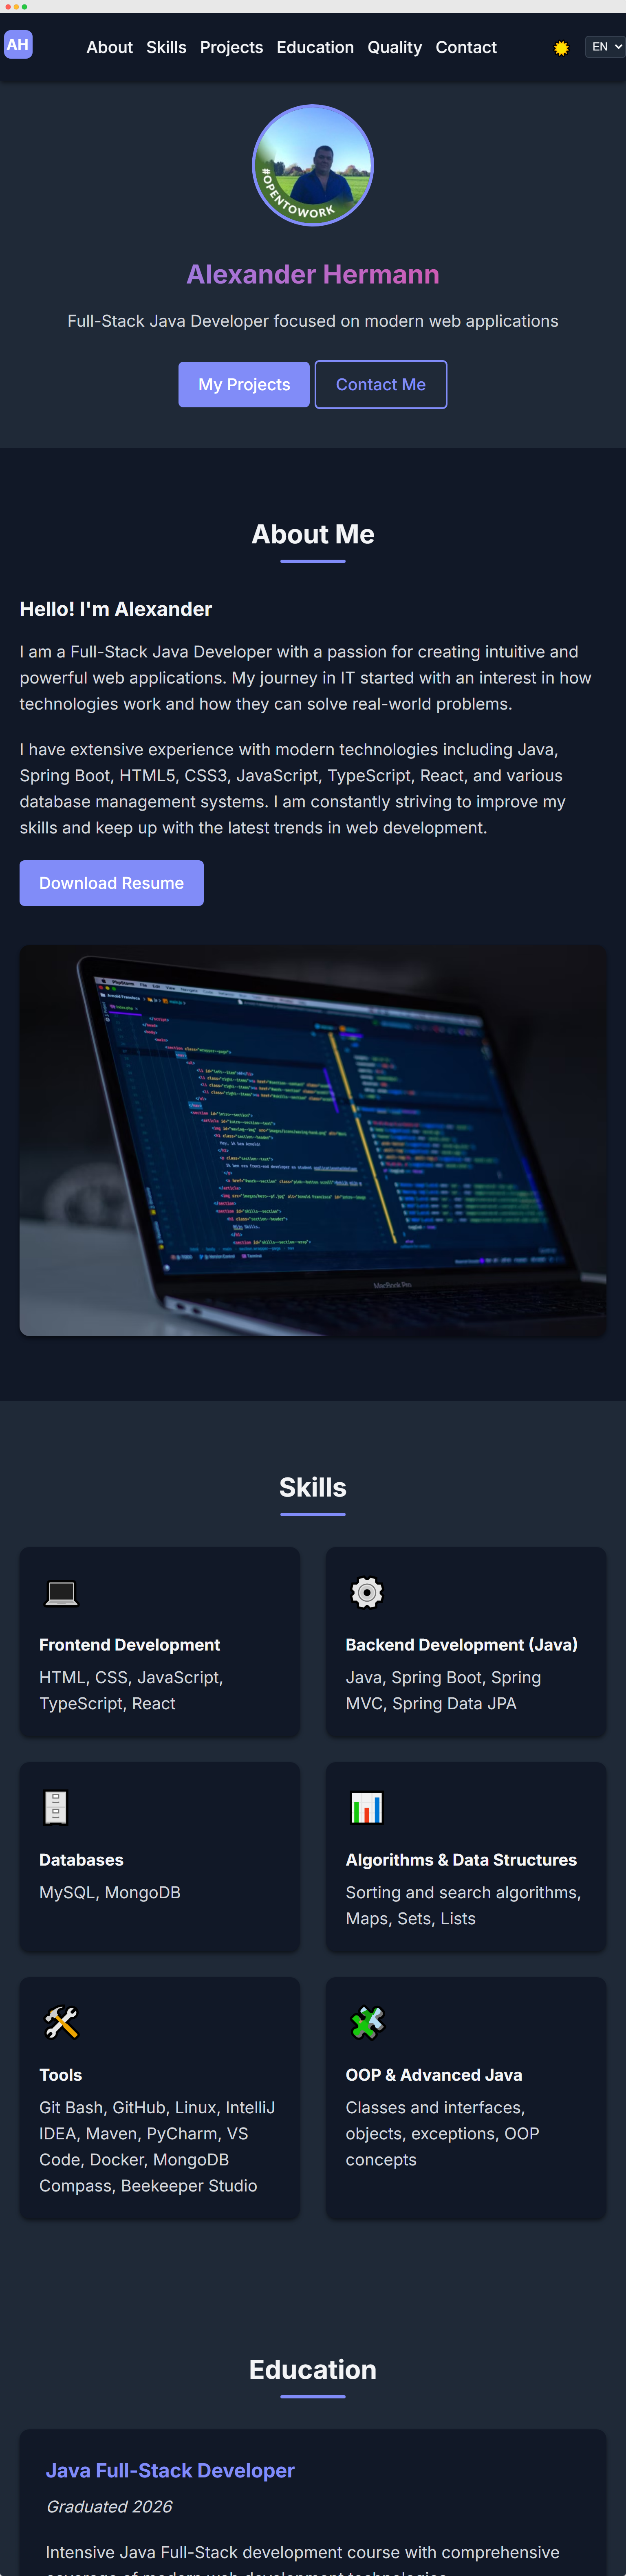 AH
About Skills Projects Education Quality Contact
EN
#OPENTOWORK
Alexander Hermann
Full-Stack Java Developer focused on modern web applications
My Projects
Contact Me
About Me
Hello! I'm Alexander
I am a Full-Stack Java Developer with a passion for creating intuitive and
powerful web applications. My journey in IT started with an interest in how
technologies work and how they can solve real-world problems.
I have extensive experience with modern technologies including Java,
Spring Boot, HTML5, CSS3, JavaScript, TypeScript, React, and various
database management systems. I am constantly striving to improve my
skills and keep up with the latest trends in web development.
Download Resume
MacBook Pro
Skills
Frontend Development
HTML, CSS, JavaScript,
TypeScript, React
Backend Development (Java)
Java, Spring Boot, Spring
MVC, Spring Data JPA
Databases
MySQL, MongoDB
Algorithms & Data Structures
Sorting and search algorithms,
Maps, Sets, Lists
Tools
Git Bash, GitHub, Linux, IntelliJ
IDEA, Maven, PyCharm, VS
Code, Docker, MongoDB
Compass, Beekeeper Studio
OOP & Advanced Java
Classes and interfaces,
objects, exceptions, OOP
concepts
Education
Java Full-Stack Developer
Graduated 2026
Intensive Java Full-Stack development course with comprehensive